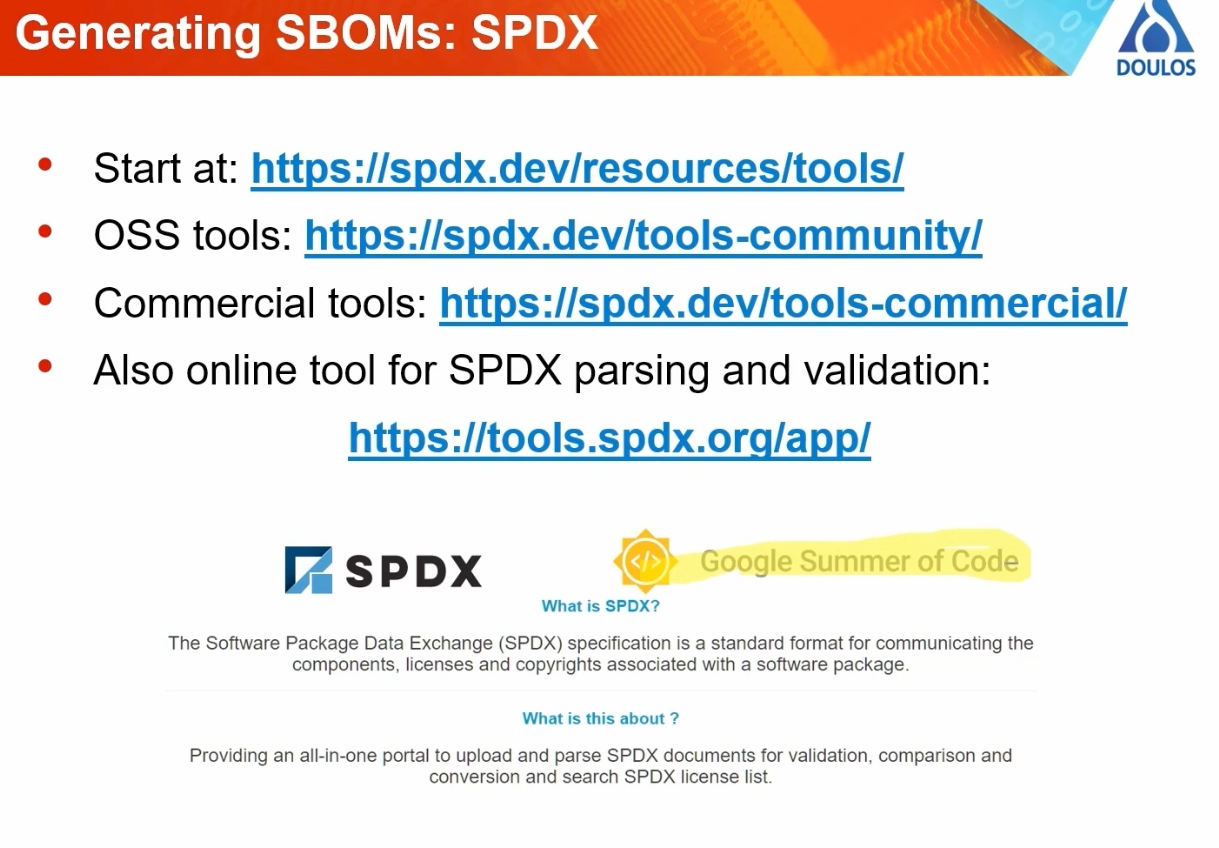 Generating SBOMs: SPDX
DOULOS
• Start at: https://spdx.dev/resources/tools/
• OSS tools: https://spdx.dev/tools-community/
• Commercial tools: https://spdx.dev/tools-commercial/
• Also online tool for SPDX parsing and validation:
https://tools.spdx.org/app/
SPDX
</> Google Summer of Code
What is SPDX?
The Software Package Data Exchange (SPDX) specification is a standard format for communicating the
components, licenses and copyrights associated with a software package.
What is this about ?
Providing an all-in-one portal to upload and parse SPDX documents for validation, comparison and
conversion and search SPDX license list.